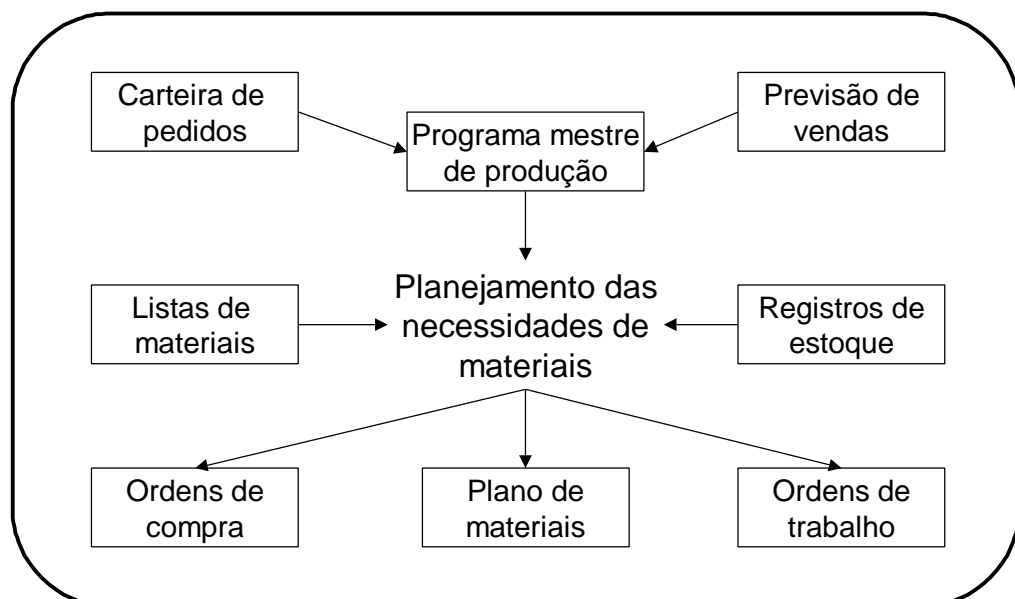 Carteira de
pedidos
Previsão de
vendas
Programa mestre
de produção
Listas de
materiais
Planejamento das
necessidades de
materiais
Registros de
estoque
Ordens de
compra
Plano de
materiais
Ordens de
trabalho